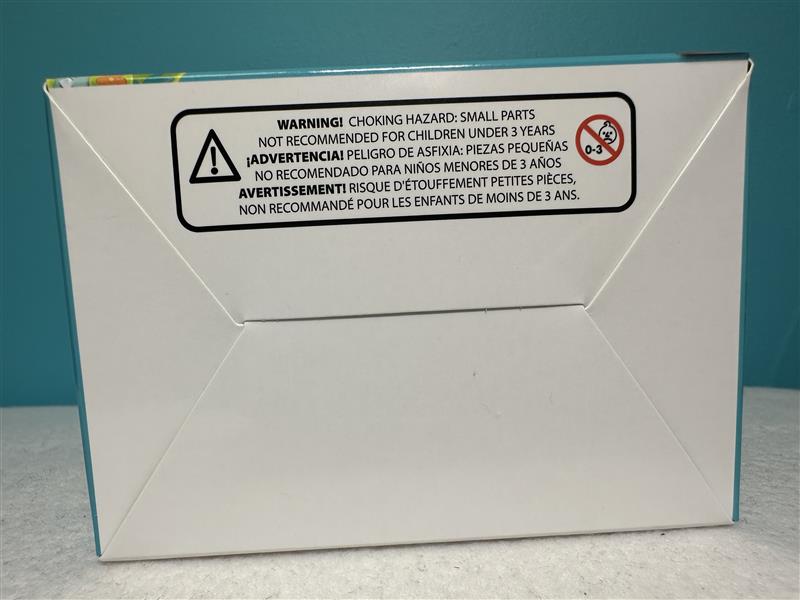 WARNING! CHOKING HAZARD: SMALL PARTS
NOT RECOMMENDED FOR CHILDREN UNDER 3 YEARS
¡ADVERTENCIA! PELIGRO DE ASFIXIA: PIEZAS PEQUEÑAS
NO RECOMENDADO PARA NIÑOS MENORES DE 3 AÑOS
AVERTISSEMENT! RISQUE D'ÉTOUFFEMENT PETITES PIÈCES,
NON RECOMMANDÉ POUR LES ENFANTS DE MOINS DE 3 ANS.
0-3